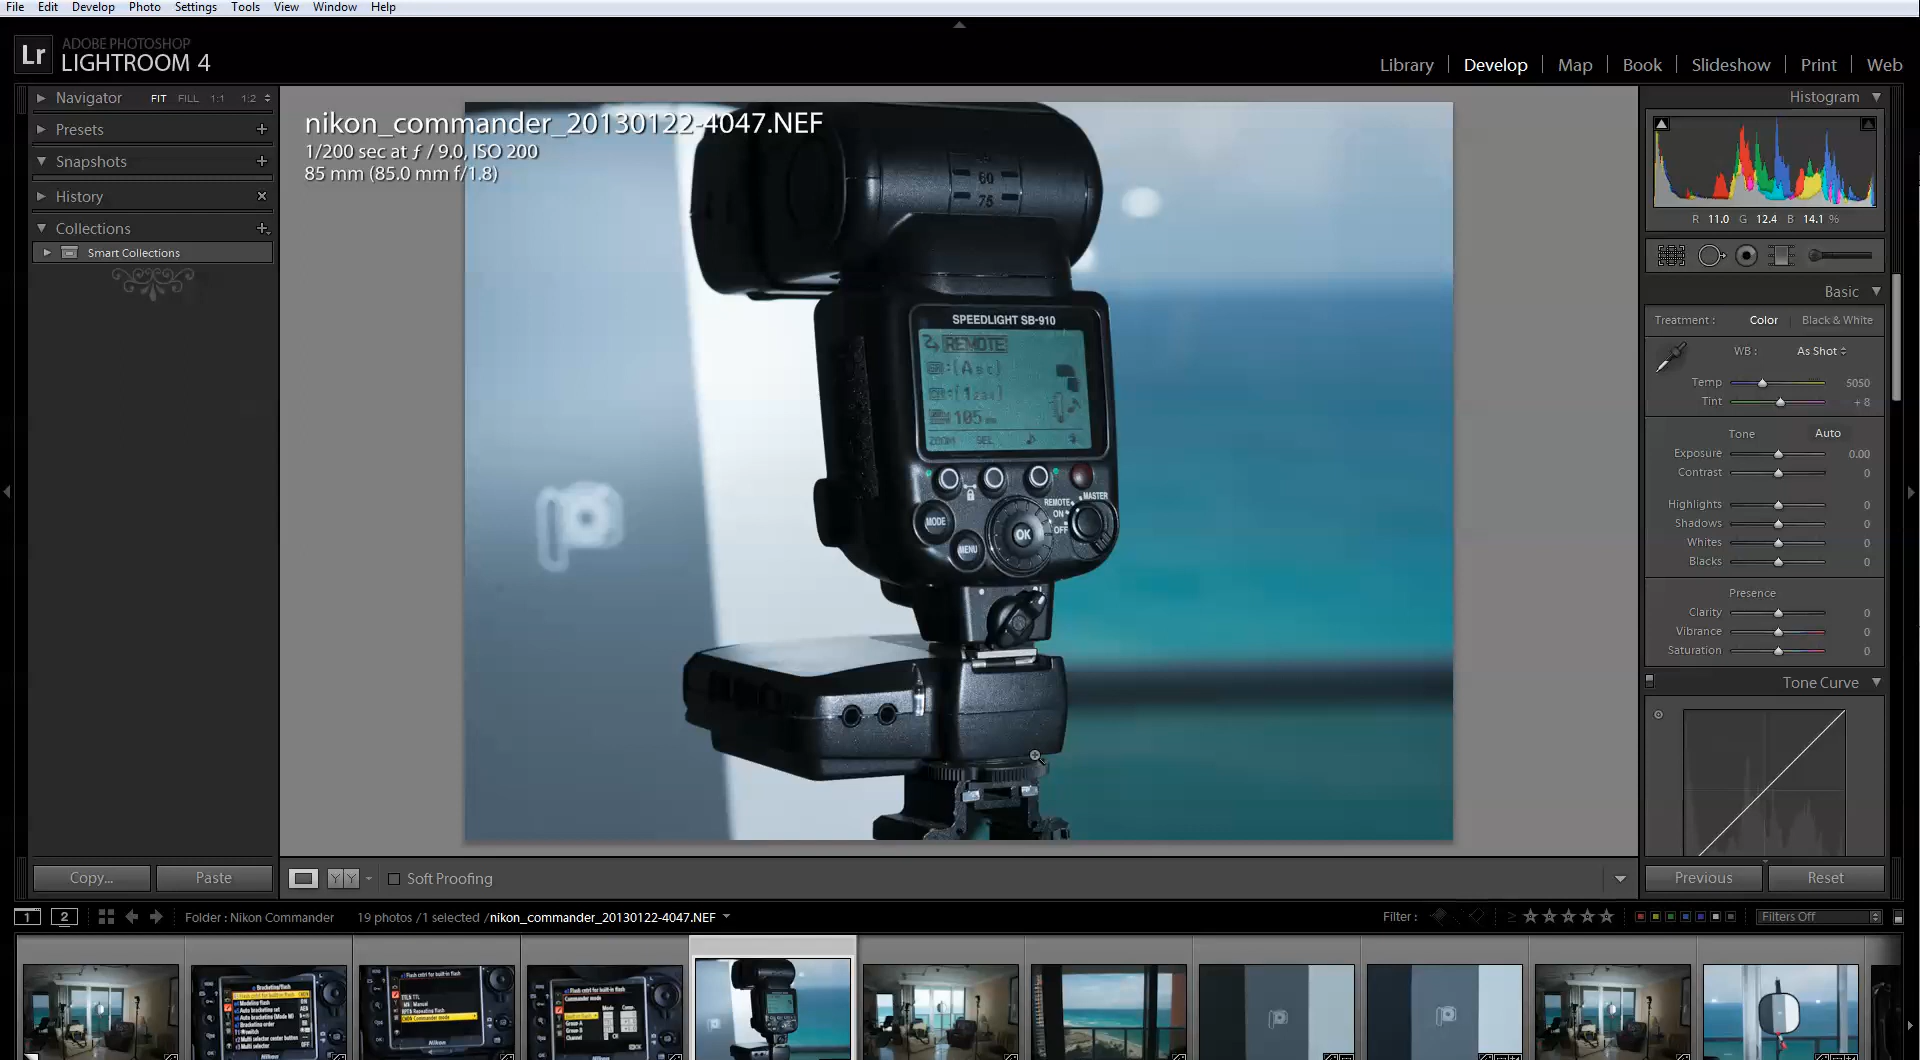 File Edit Develop Photo Settings Tools View Window Help
Lr ADOBE PHOTOSHOP LIGHTROOM 4
Library Develop Map Book Slideshow Print Web
Navigator FIT FILL 1:1 1:2
Presets
Snapshots
History
Collections
Smart Collections
Copy... Paste
nikon_commander_20130122-4047.NEF
1/200 sec at ƒ / 9.0, ISO 200
85 mm (85.0 mm f/1.8)
60
75
SPEEDLIGHT SB-910
REMOTE
105
ZOOM SEL
REMOTE MASTER
ON
OFF
MODE
OK
MENU
YY Soft Proofing
Histogram
R 11.0 G 12.4 B 14.1 %
Basic
Treatment : Color Black & White
WB : As Shot
Temp 5050
Tint + 8
Tone Auto
Exposure 0.00
Contrast 0
Highlights 0
Shadows 0
Whites 0
Blacks 0
Presence
Clarity 0
Vibrance 0
Saturation 0
Tone Curve
Previous Reset
1 2 Folder : Nikon Commander 19 photos /1 selected /nikon_commander_20130122-4047.NEF Filter : Filters Off